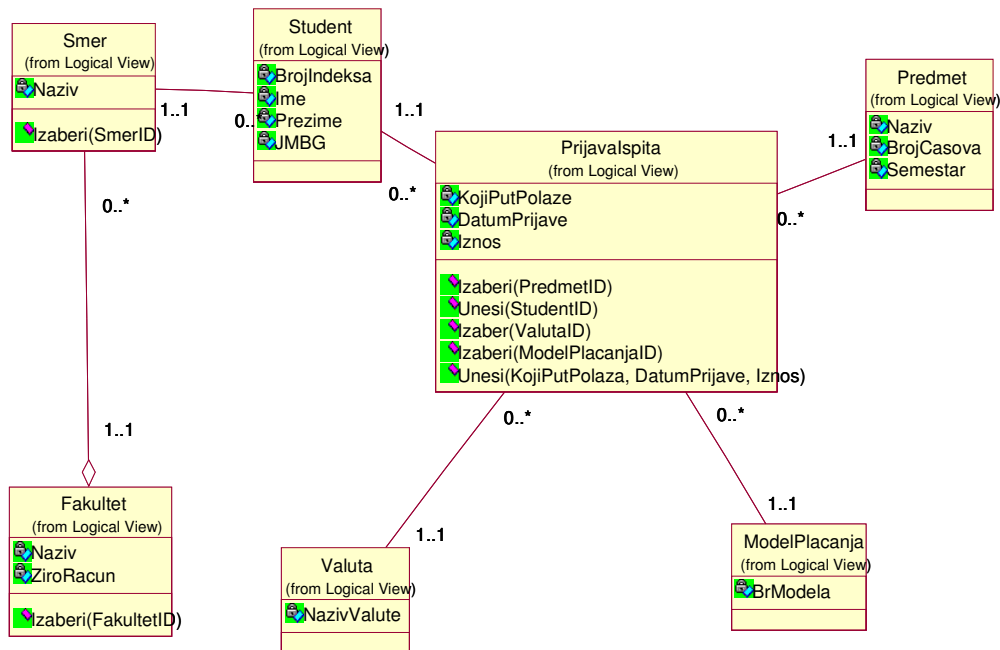 Smer
(from Logical View)
Naziv
Izaberi(SmerID)
1..1
0..*
Student
(from Logical View)
BrojIndeksa
Ime
Prezime
JMBG
0..*
1..1
0..*
PrijavaIspita
(from Logical View)
KojiPutPolaze
DatumPrijave
Iznos
Izaberi(PredmetID)
Unesi(StudentID)
Izaber(ValutaID)
Izaberi(ModelPlacanjaID)
Unesi(KojiPutPolaza, DatumPrijave, Iznos)
Predmet
(from Logical View)
Naziv
BrojCasova
Semestar
1..1
0..*
0..*
0..*
1..1
1..1
1..1
Fakultet
(from Logical View)
Naziv
ZiroRacun
Izaberi(FakultetID)
Valuta
(from Logical View)
NazivValute
ModelPlacanja
(from Logical View)
BrModela